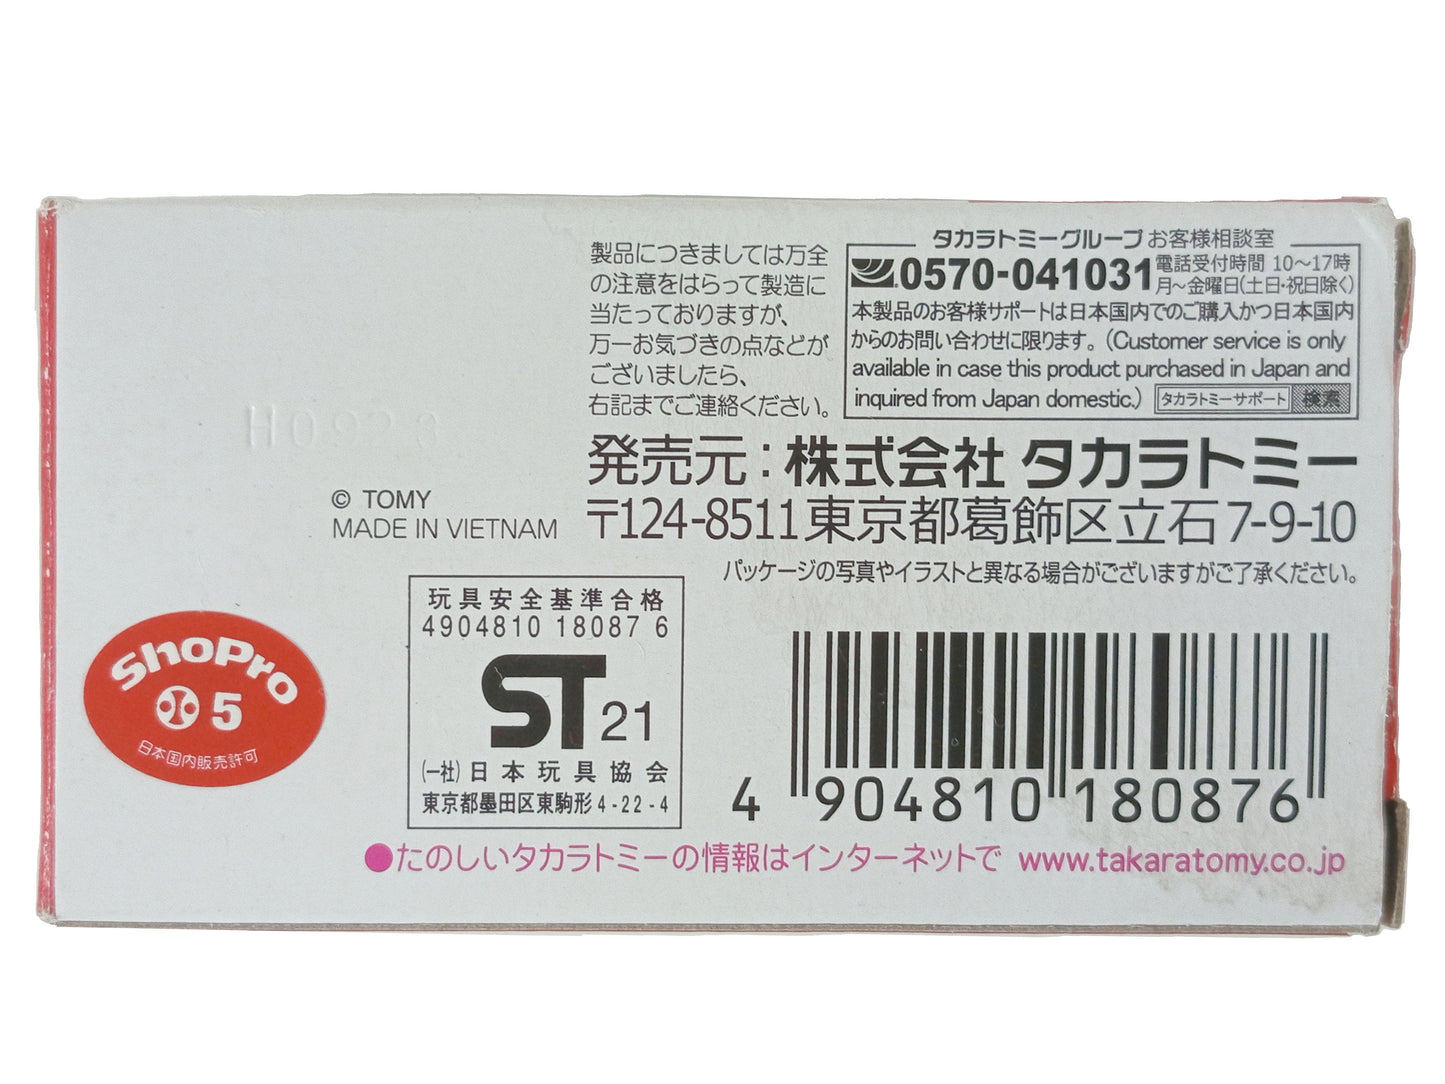 製品につきましては万全
の注意をはらって製造に
当たっておりますが、
万一お気づきの点などが
ございましたら、
右記までご連絡ください。
タカラトミーグループ お客様相談室
0570-041031 電話受付時間 10〜17時
月〜金曜日(土日・祝日除く)
本製品のお客様サポートは日本国内でのご購入かつ日本国内
からのお問い合わせに限ります。(Customer service is only
available in case this product purchased in Japan and
inquired from Japan domestic.) タカラトミーサポート 検索
発売元：株式会社 タカラトミー
〒124-8511 東京都葛飾区立石 7-9-10
パッケージの写真やイラストと異なる場合がございますがご了承ください。
© TOMY
MADE IN VIETNAM
玩具安全基準合格
4904810 18087 6
ST 21
(一社)日本玩具協会
東京都墨田区東駒形 4-22-4
ShoPro
5
日本国内販売許可
4 904810 180876
●たのしいタカラトミーの情報はインターネットで www.takaratomy.co.jp